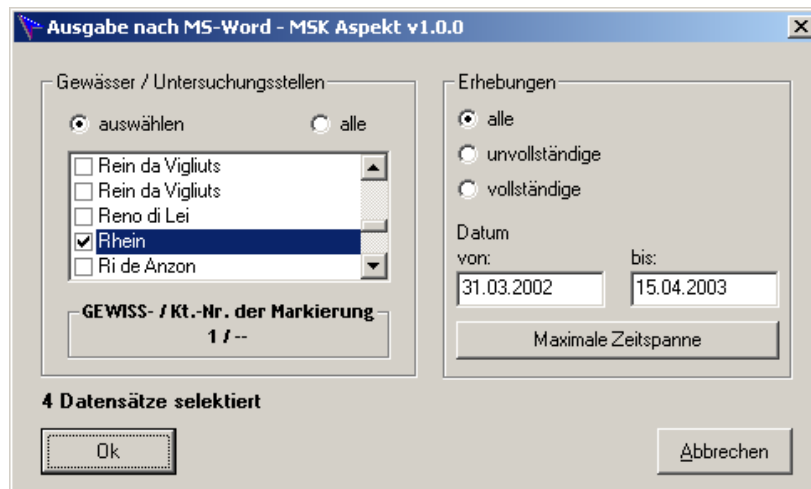 Ausgabe nach MS-Word - MSK Aspekt v1.0.0
Gewässer / Untersuchungsstellen
auswählen
alle
Rein da Vigliuts
Rein da Vigliuts
Reno di Lei
Rhein
Ri de Anzon
GEWISS- / Kt.-Nr. der Markierung
1 / --
4 Datensätze selektiert
Ok
Erhebungen
alle
unvollständige
vollständige
Datum
von:
bis:
31.03.2002
15.04.2003
Maximale Zeitspanne
Abbrechen